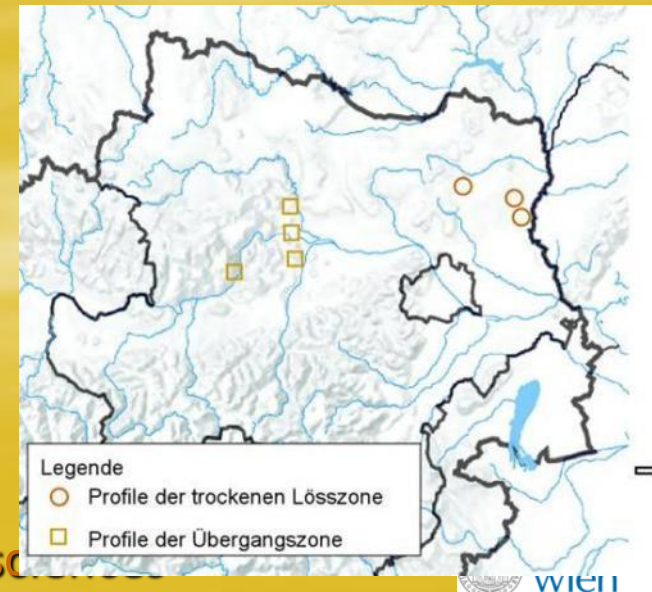 Legende
Profile der trockenen Lösszone
Profile der Übergangszone
wien